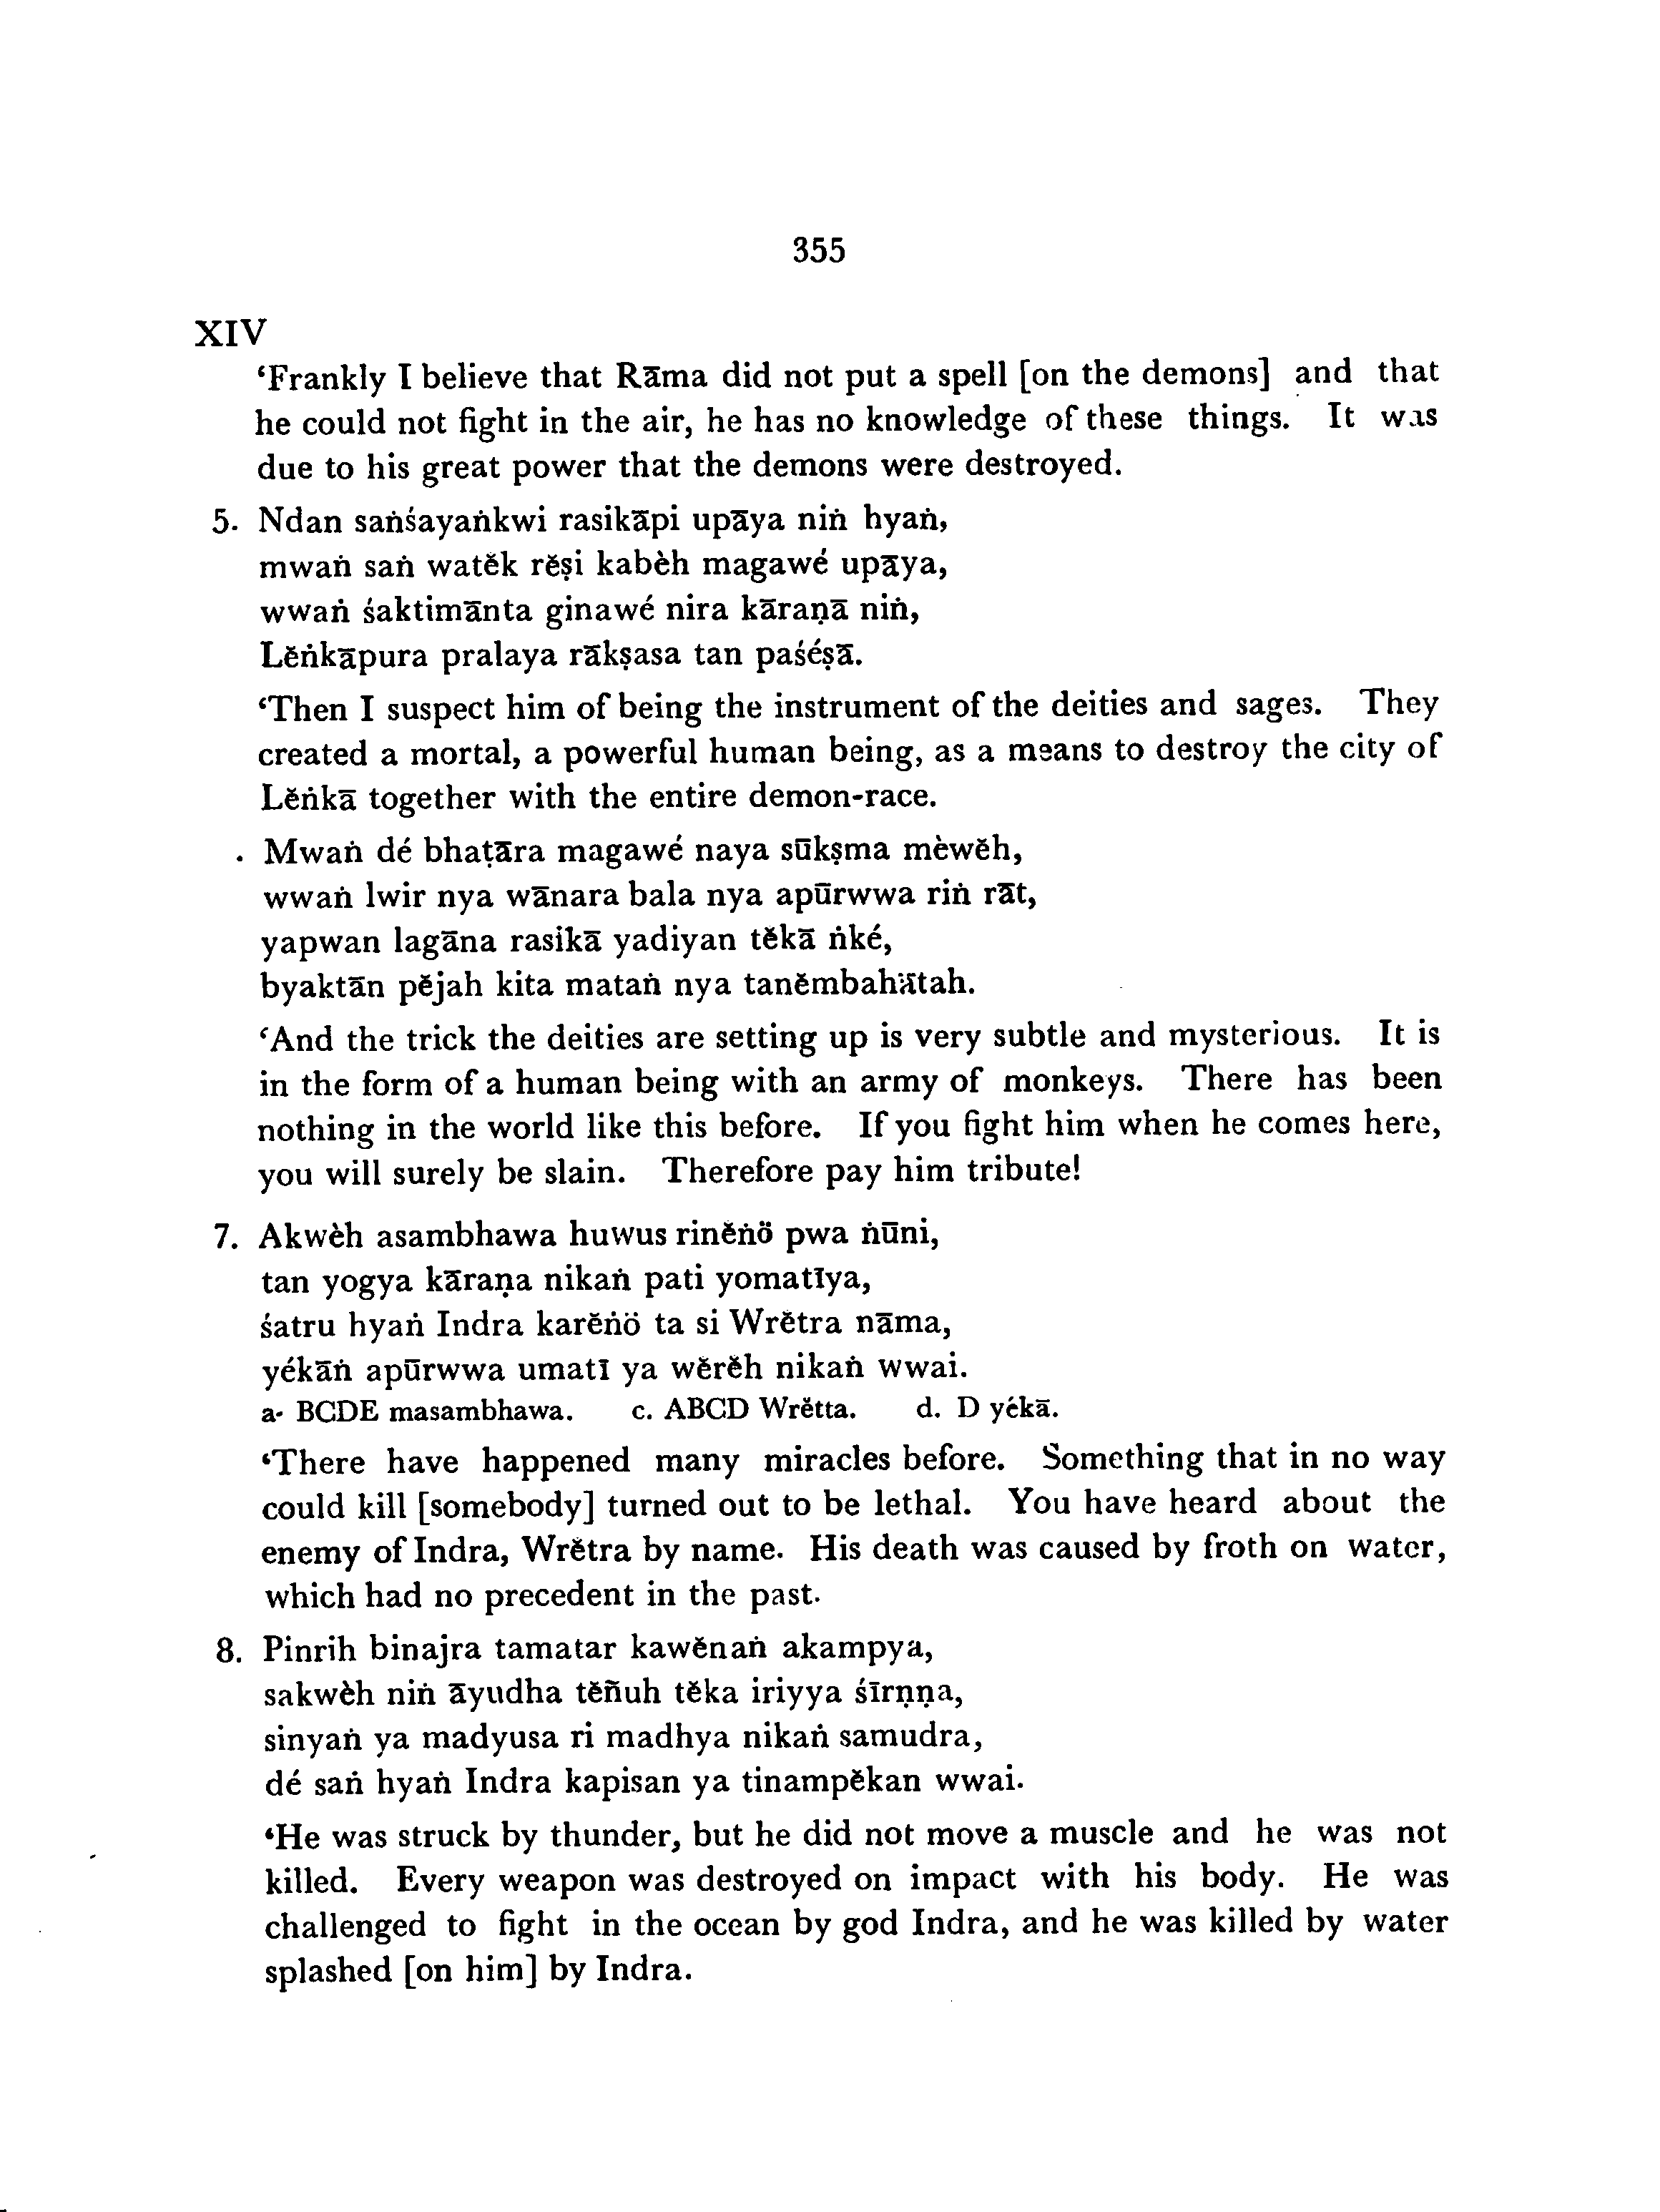 355
XIV
‘Frankly I believe that Rāma did not put a spell [on the demons] and that
he could not fight in the air, he has no knowledge of these things. It was
due to his great power that the demons were destroyed.
5. Ndan saṅśayaṅkwi rasikāpi upāya niṅ hyaṅ,
mwaṅ saṅ watĕk rĕṣi kabèh magawé upāya,
wwaṅ śaktimānta ginawé nira kāraṇā niṅ,
Lĕṅkāpura pralaya rākṣasa tan paśéṣā.
‘Then I suspect him of being the instrument of the deities and sages. They
created a mortal, a powerful human being, as a means to destroy the city of
Lĕṅkā together with the entire demon-race.
. Mwaṅ dé bhaṭāra magawé naya sūkṣma mèwĕh,
wwaṅ lwir nya wānara bala nya apūrwwa riṅ rāt,
yapwan lagāna rasikā yadiyan tĕkā ṅké,
byaktān pĕjah kita mataṅ nya tanĕmbahātah.
‘And the trick the deities are setting up is very subtle and mysterious. It is
in the form of a human being with an army of monkeys. There has been
nothing in the world like this before. If you fight him when he comes here,
you will surely be slain. Therefore pay him tribute!
7. Akwèh asambhawa huwus rinĕṅö pwa ṅūni,
tan yogya kāraṇa nikaṅ pati yomatīya,
śatru hyaṅ Indra karĕṅö ta si Wrĕtra nāma,
yékāṅ apūrwwa umatī ya wĕrĕh nikaṅ wwai.
a- BCDE masambhawa. c. ABCD Wrĕtta. d. D yékā.
‘There have happened many miracles before. Something that in no way
could kill [somebody] turned out to be lethal. You have heard about the
enemy of Indra, Wrĕtra by name. His death was caused by froth on water,
which had no precedent in the past.
8. Pinrih binajra tamatar kawĕnaṅ akampya,
sakwèh niṅ āyudha tĕñuh tĕka iriyya śīrṇṇa,
sinyaṅ ya madyusa ri madhya nikaṅ samudra,
dé saṅ hyaṅ Indra kapisan ya tinampĕkan wwai.
‘He was struck by thunder, but he did not move a muscle and he was not
killed. Every weapon was destroyed on impact with his body. He was
challenged to fight in the ocean by god Indra, and he was killed by water
splashed [on him] by Indra.